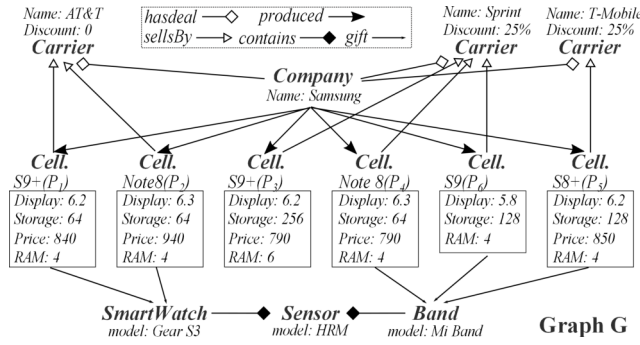 Name: AT&T
Discount: 0
Carrier
hasdeal produced
sellsBy contains gift
Name: Sprint
Discount: 25%
Carrier
Name: T-Mobile
Discount: 25%
Carrier
Company
Name: Samsung
Cell. Cell. Cell. Cell. Cell. Cell.
S9+(P1) Note8(P2) S9+(P3) Note 8(P4) S9(P6) S8+(P5)
Display: 6.2
Storage: 64
Price: 840
RAM: 4
Display: 6.3
Storage: 64
Price: 940
RAM: 4
Display: 6.2
Storage: 256
Price: 790
RAM: 6
Display: 6.3
Storage: 64
Price: 790
RAM: 4
Display: 5.8
Storage: 128
RAM: 4
Display: 6.2
Storage: 128
Price: 850
RAM: 4
SmartWatch Sensor Band
model: Gear S3 model: HRM model: Mi Band
Graph G